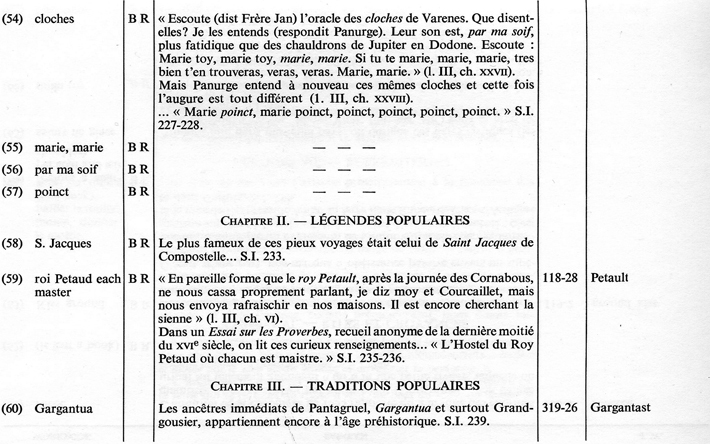 (54) cloches B R « Escoute (dist Frère Jan) l'oracle des cloches de Varenes. Que disent-
elles? Je les entends (respondit Panurge). Leur son est, par ma soif,
plus fatidique que des chauldrons de Jupiter en Dodone. Escoute :
Marie toy, marie toy, marie, marie. Si tu te marie, marie, marie, tres
bien t'en trouveras, veras, veras. Marie, marie. » (l. III, ch. XXVII).
Mais Panurge entend à nouveau ces mêmes cloches et cette fois
l'augure est tout différent (1. III, ch. XXVIII).
... « Marie poinct, marie poinct, poinct, poinct, poinct, poinct. » S.I.
227-228.
(55) marie, marie B R — — —
(56) par ma soif B R — — —
(57) poinct B R — — —
CHAPITRE II. — LÉGENDES POPULAIRES
(58) S. Jacques B R Le plus fameux de ces pieux voyages était celui de Saint Jacques de
Compostelle... S.I. 233.
(59) roi Petaud each B R « En pareille forme que le roy Petault, après la journée des Cornabous, 118-28 Petault
master ne nous cassa proprement parlant, je diz moy et Courcaillet, mais
nous envoya rafraischir en nos maisons. Il est encore cherchant la
sienne » (l. III, ch. VI).
Dans un Essai sur les Proverbes, recueil anonyme de la dernière moitié
du XVIe siècle, on lit ces curieux renseignements... « L'Hostel du Roy
Petaud où chacun est maistre. » S.I. 235-236.
CHAPITRE III. — TRADITIONS POPULAIRES
(60) Gargantua B R Les ancêtres immédiats de Pantagruel, Gargantua et surtout Grand- 319-26 Gargantast
gousier, appartiennent encore à l'âge préhistorique. S.I. 239.